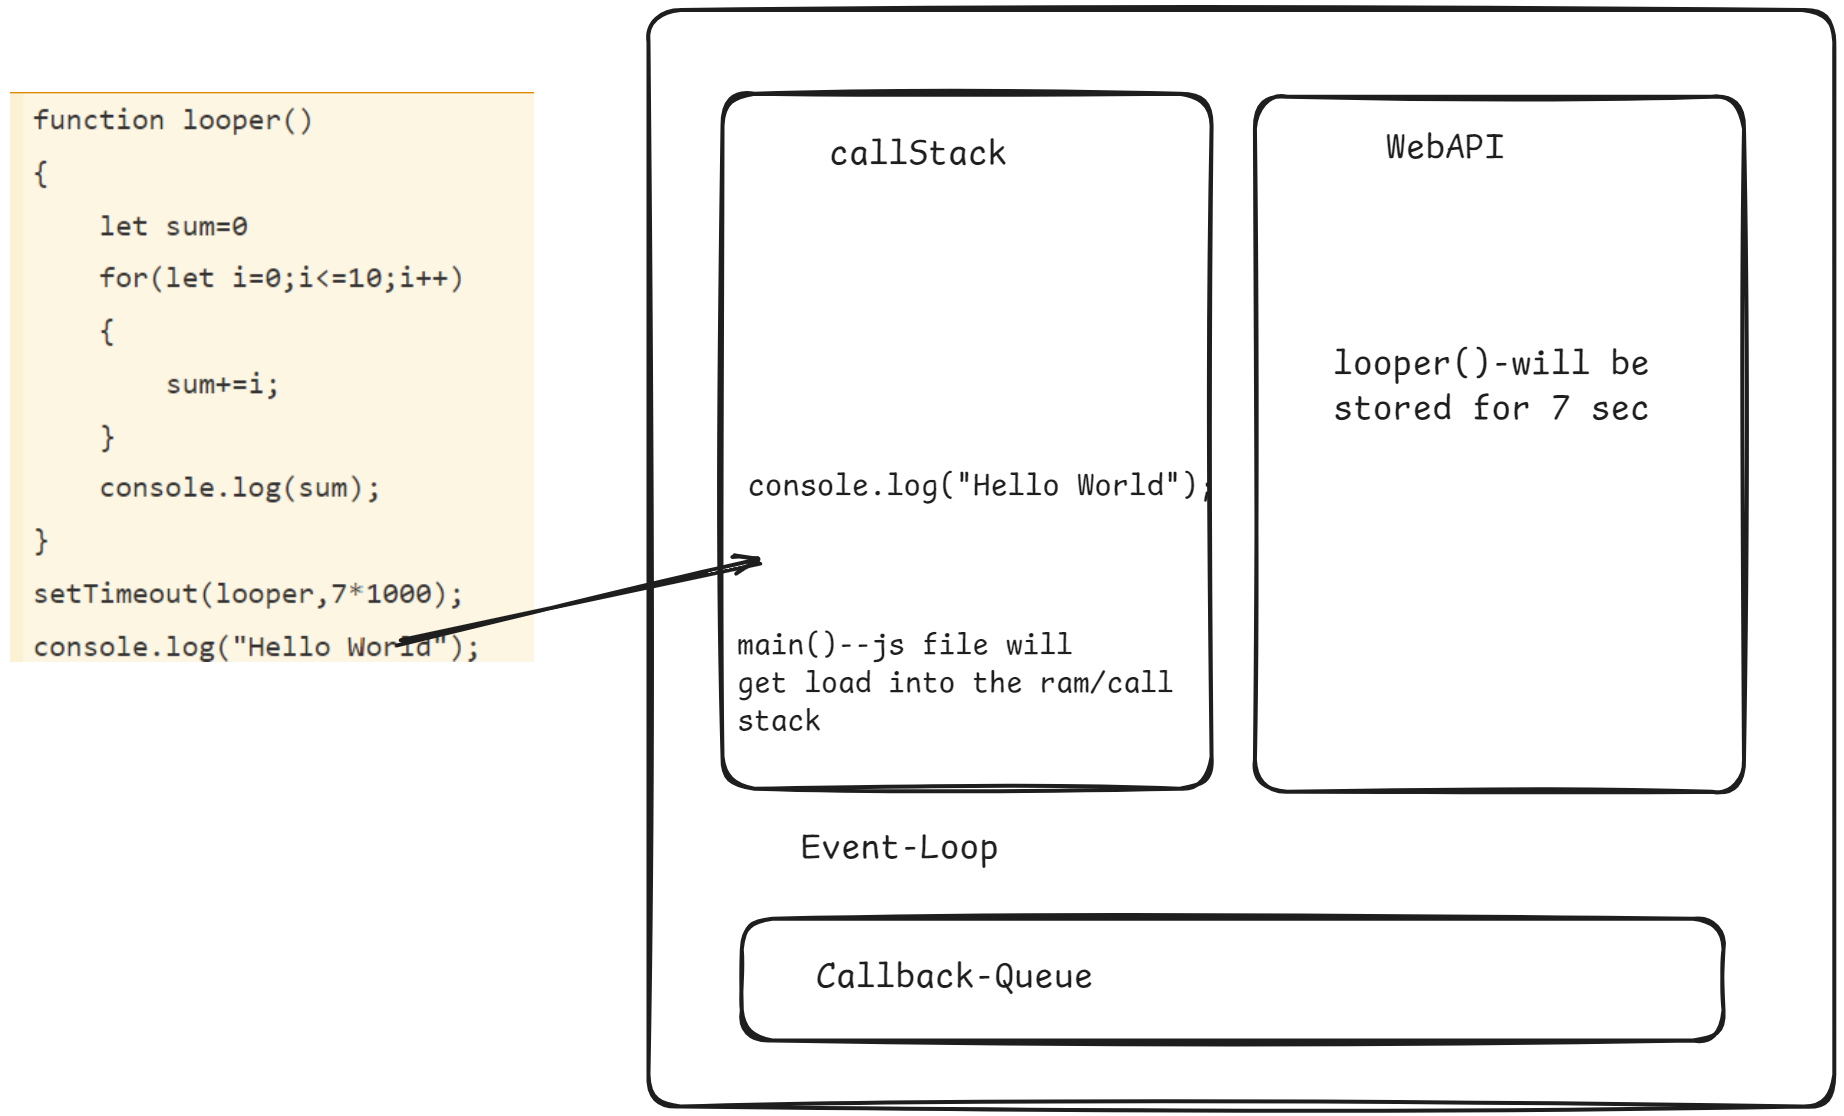 function looper()
{
let sum=0
for(let i=0;i<=10;i++)
{
sum+=i;
}
console.log(sum);
}
setTimeout(looper,7*1000);
console.log("Hello World");
callStack
console.log("Hello World");
main()--js file will
get load into the ram/call
stack
WebAPI
looper()-will be
stored for 7 sec
Event-Loop
Callback-Queue